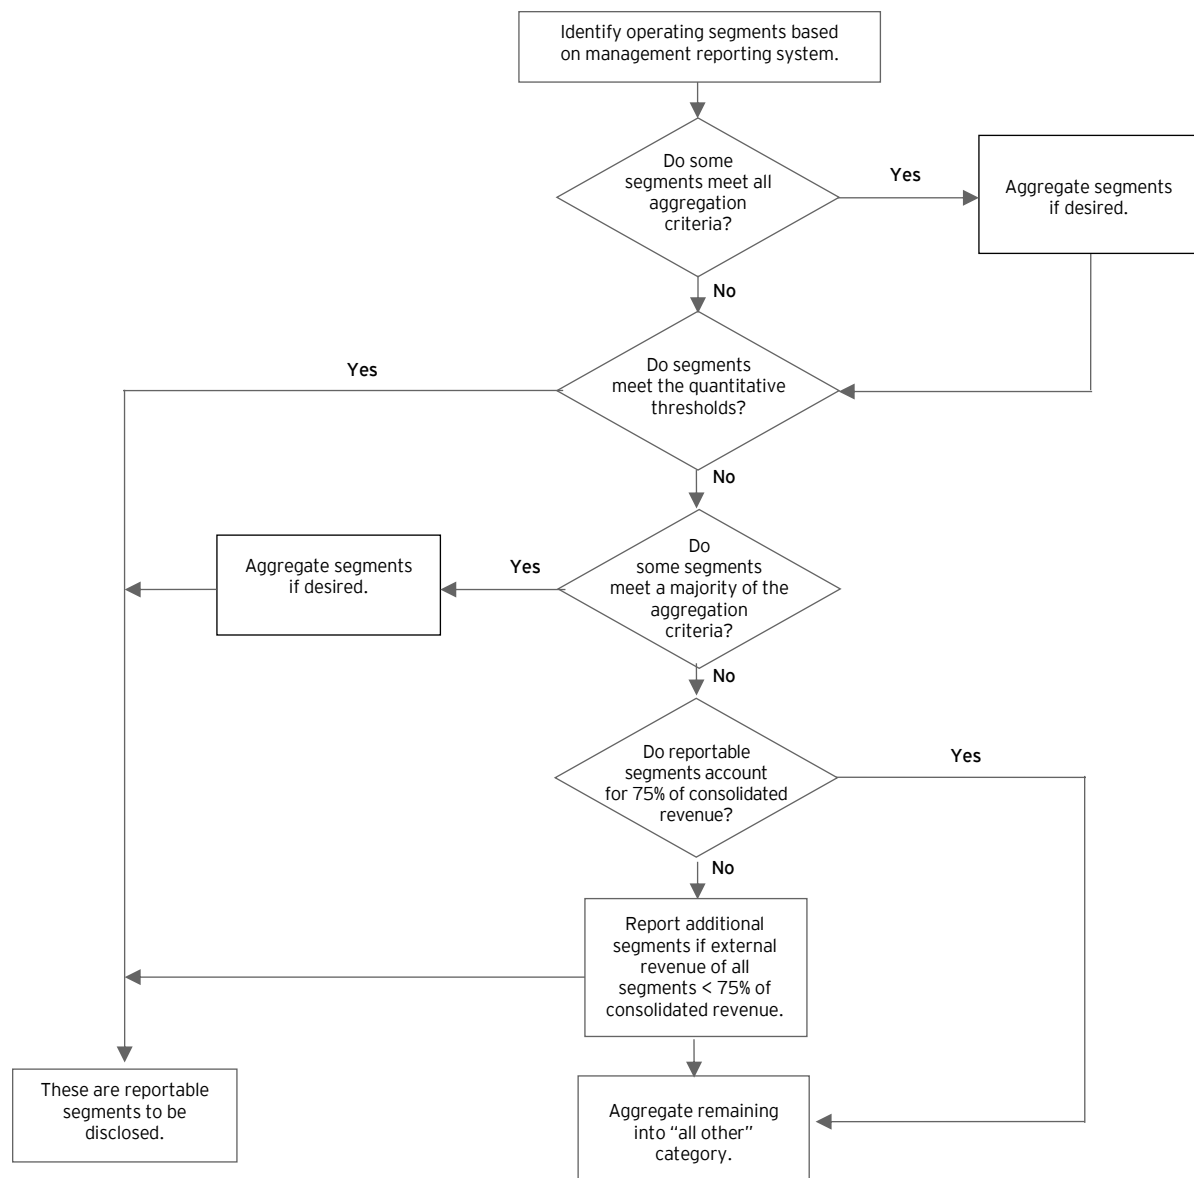 Identify operating segments based
on management reporting system.
Do some
segments meet all
aggregation
criteria?
Yes
Aggregate segments
if desired.
No
Yes
Do segments
meet the quantitative
thresholds?
No
Aggregate segments
if desired.
Yes
Do
some segments
meet a majority of the
aggregation
criteria?
No
Do reportable
segments account
for 75% of consolidated
revenue?
Yes
No
Report additional
segments if external
revenue of all
segments < 75% of
consolidated revenue.
These are reportable
segments to be
disclosed.
Aggregate remaining
into “all other”
category.